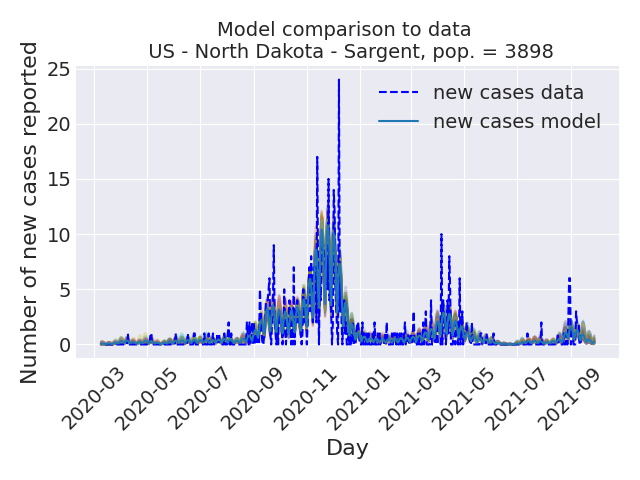 Model comparison to data
US - North Dakota - Sargent, pop. = 3898
Number of new cases reported
25
20
15
10
5
0
new cases data
new cases model
2020-03
2020-05
2020-07
2020-09
2020-11
2021-01
2021-03
2021-05
2021-07
2021-09
Day